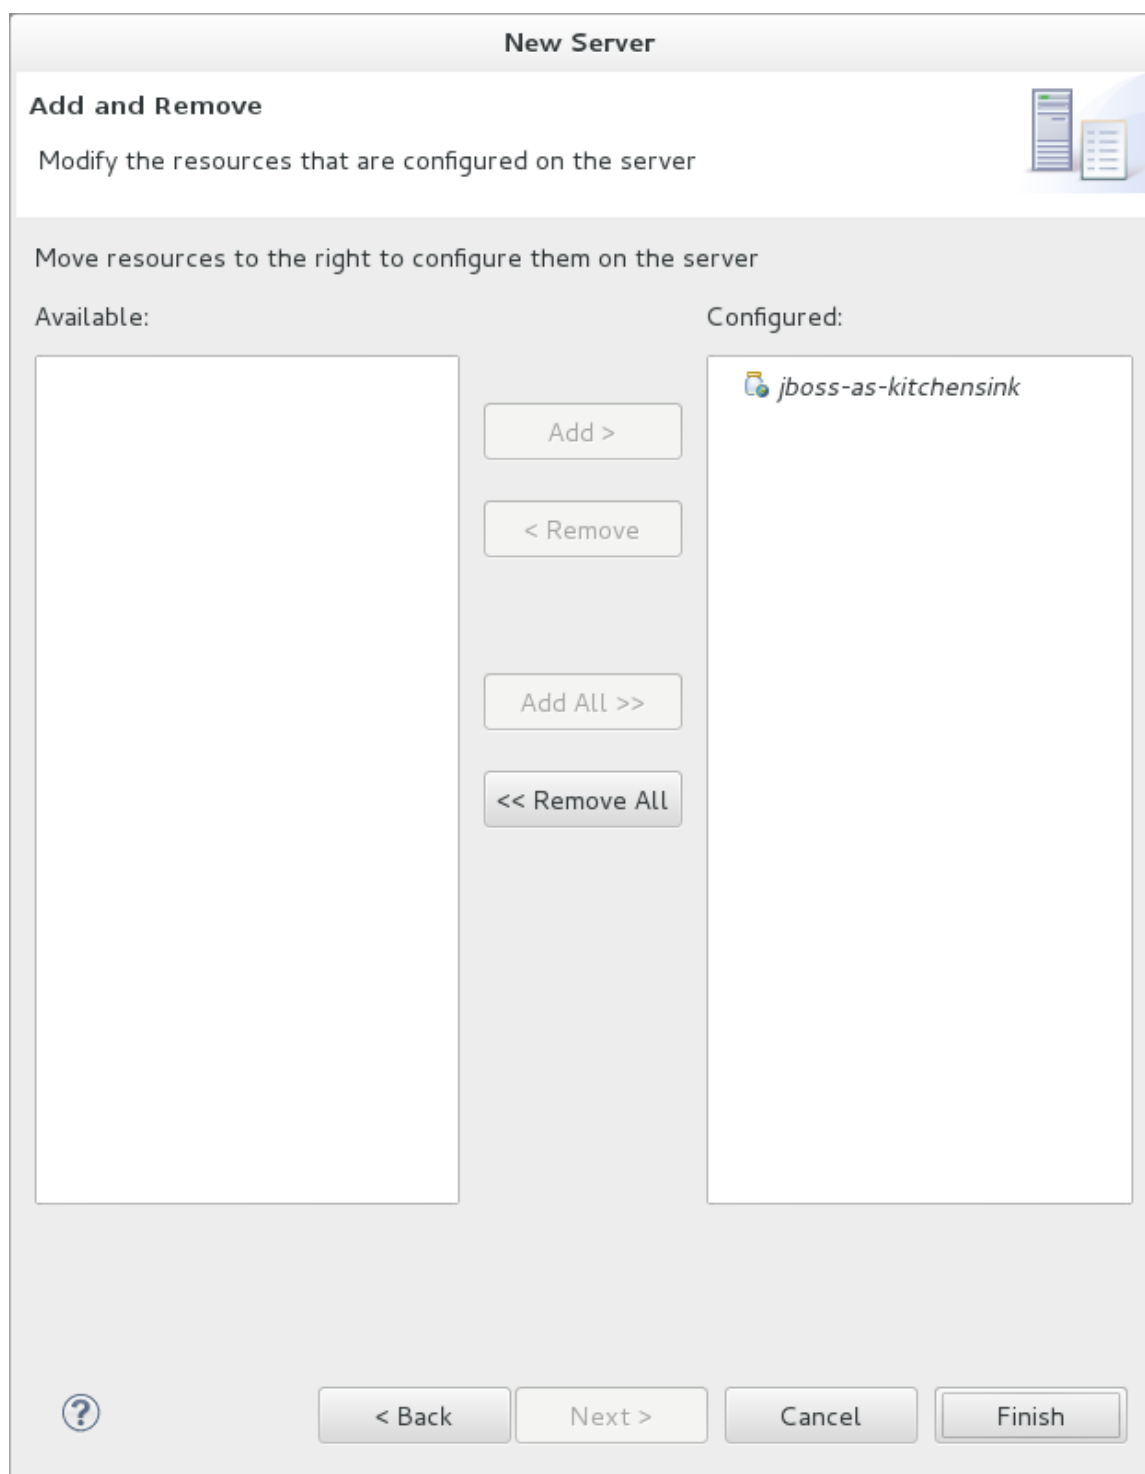 New Server
Add and Remove
Modify the resources that are configured on the server
Move resources to the right to configure them on the server
Available:
Configured:
jboss-as-kitchensink
Add >
< Remove
Add All >>
<< Remove All
?
< Back
Next >
Cancel
Finish